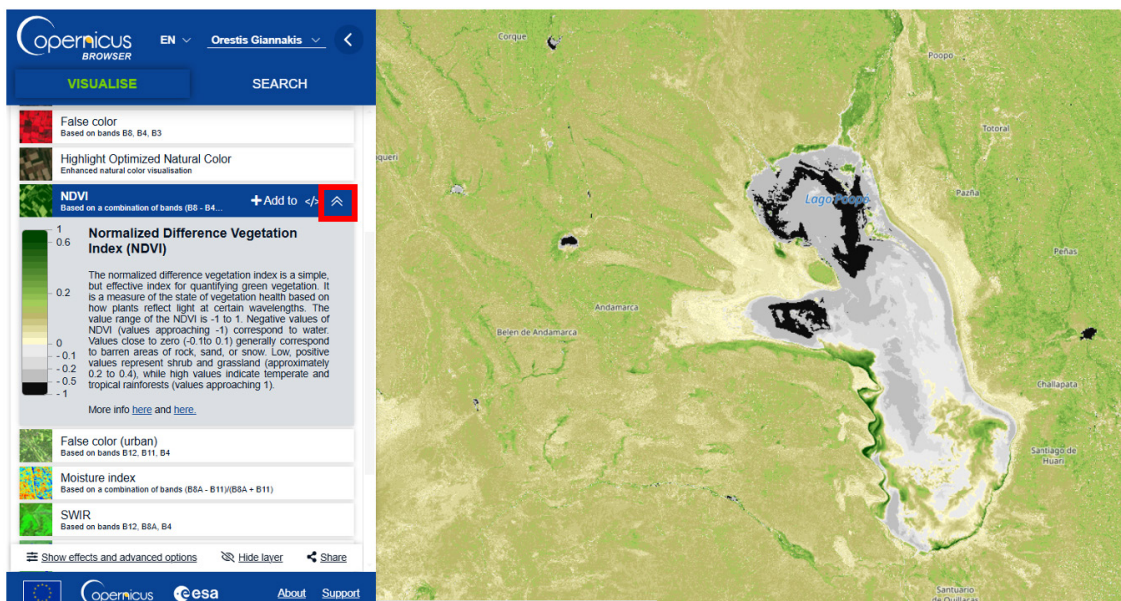 Copernicus
BROWSER
EN
Orestis Giannakis
VISUALISE
SEARCH
False color
Based on bands B8, B4, B3
Highlight Optimized Natural Color
Enhanced natural color visualisation
NDVI
Based on a combination of bands (B8 - B4...
+ Add to </>
1
0.6
0.2
0
- 0.1
- 0.2
- 0.5
- 1
Normalized Difference Vegetation
Index (NDVI)
The normalized difference vegetation index is a simple,
but effective index for quantifying green vegetation. It
is a measure of the state of vegetation health based on
how plants reflect light at certain wavelengths. The
value range of the NDVI is -1 to 1. Negative values of
NDVI (values approaching -1) correspond to water.
Values close to zero (-0.1to 0.1) generally correspond
to barren areas of rock, sand, or snow. Low, positive
values represent shrub and grassland (approximately
0.2 to 0.4), while high values indicate temperate and
tropical rainforests (values approaching 1).
More info here and here.
False color (urban)
Based on bands B12, B11, B4
Moisture index
Based on a combination of bands (B8A - B11)/(B8A + B11)
SWIR
Based on bands B12, B8A, B4
Show effects and advanced options
Hide layer
Share
opernicus
esa
About
Support
Corque
Poopo
Totoral
queri
Pazña
Lago Poopo
Peñas
Andamarca
Belen de Andamarca
Challapata
Santiago de
Huari
Santuario
de Quillacas